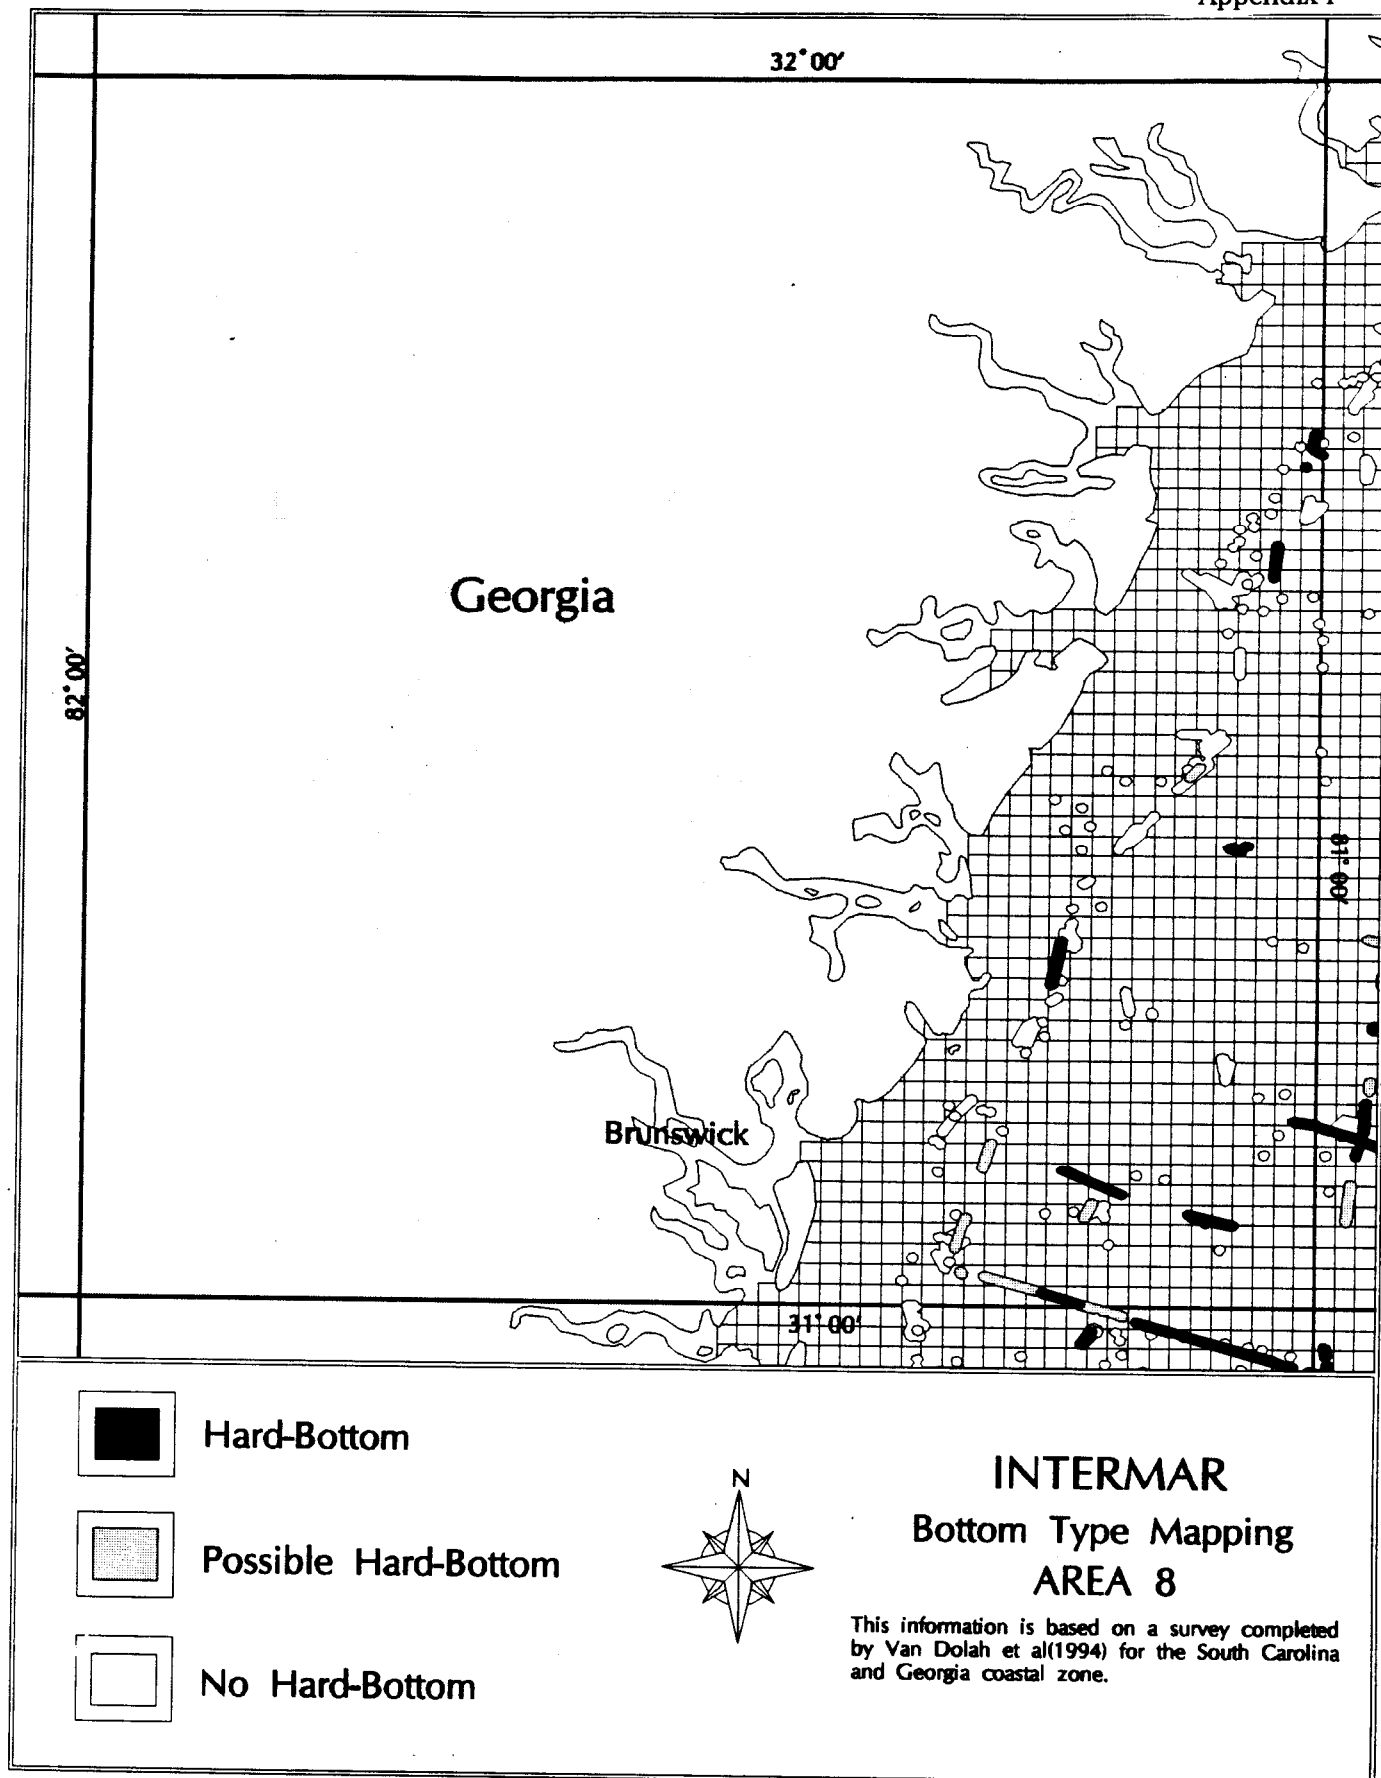 32°00′
Georgia
82°00′
81°00′
Brunswick
31°00′
Hard-Bottom
Possible Hard-Bottom
No Hard-Bottom
N
INTERMAR
Bottom Type Mapping
AREA 8
This information is based on a survey completed
by Van Dolah et al(1994) for the South Carolina
and Georgia coastal zone.